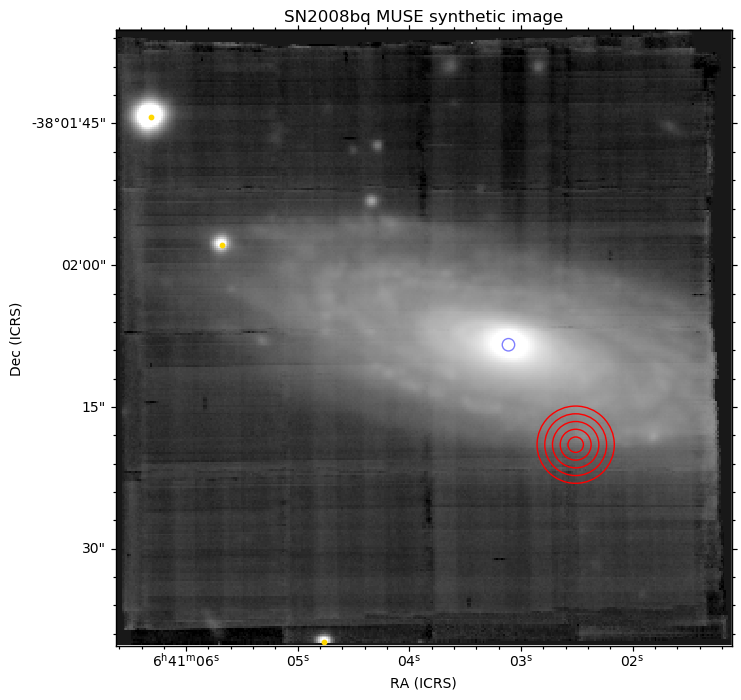 SN2008bq MUSE synthetic image
-38°01'45"
02'00"
15"
30"
Dec (ICRS)
6ʰ41ᵐ06ˢ 05ˢ 04ˢ 03ˢ 02ˢ
RA (ICRS)